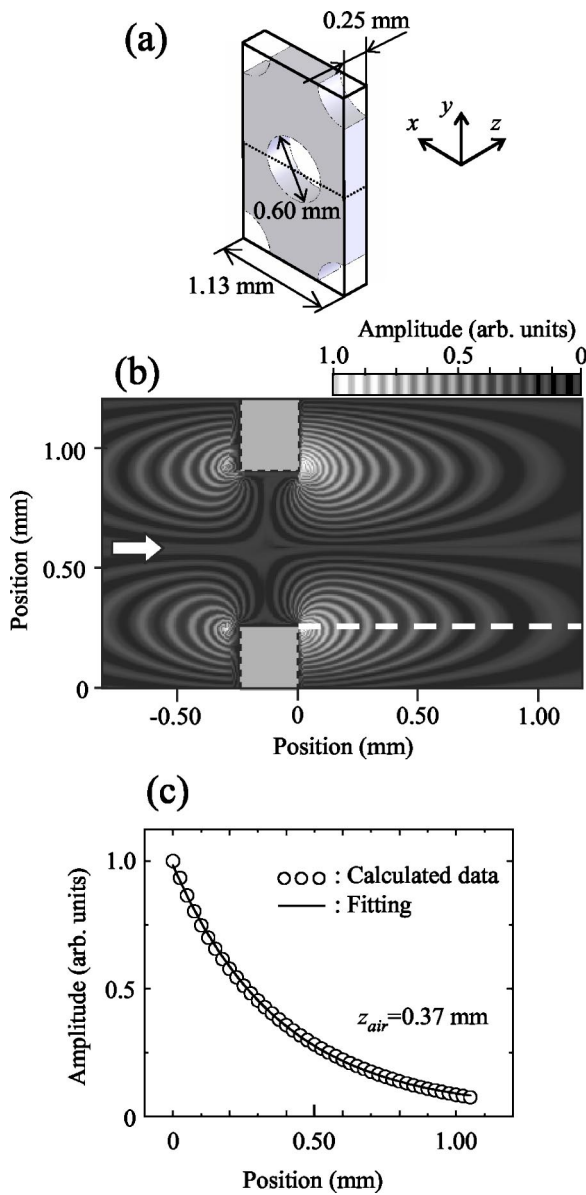 (a)
0.25 mm
x
y
z
0.60 mm
1.13 mm
(b)
Amplitude (arb. units)
1.0 0.5 0
Position (mm)
1.00
0.50
0
-0.50 0 0.50 1.00
Position (mm)
(c)
Amplitude (arb. units)
1.0
0.5
0
: Calculated data
: Fitting
z_air=0.37 mm
0 0.50 1.00
Position (mm)